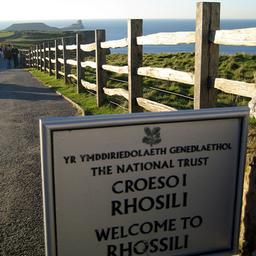 YR YMDDIRIEDOLAETH GENEDLAETHOL
THE NATIONAL TRUST
CROESO I
RHOSILI
WELCOME TO
RHOSSILI